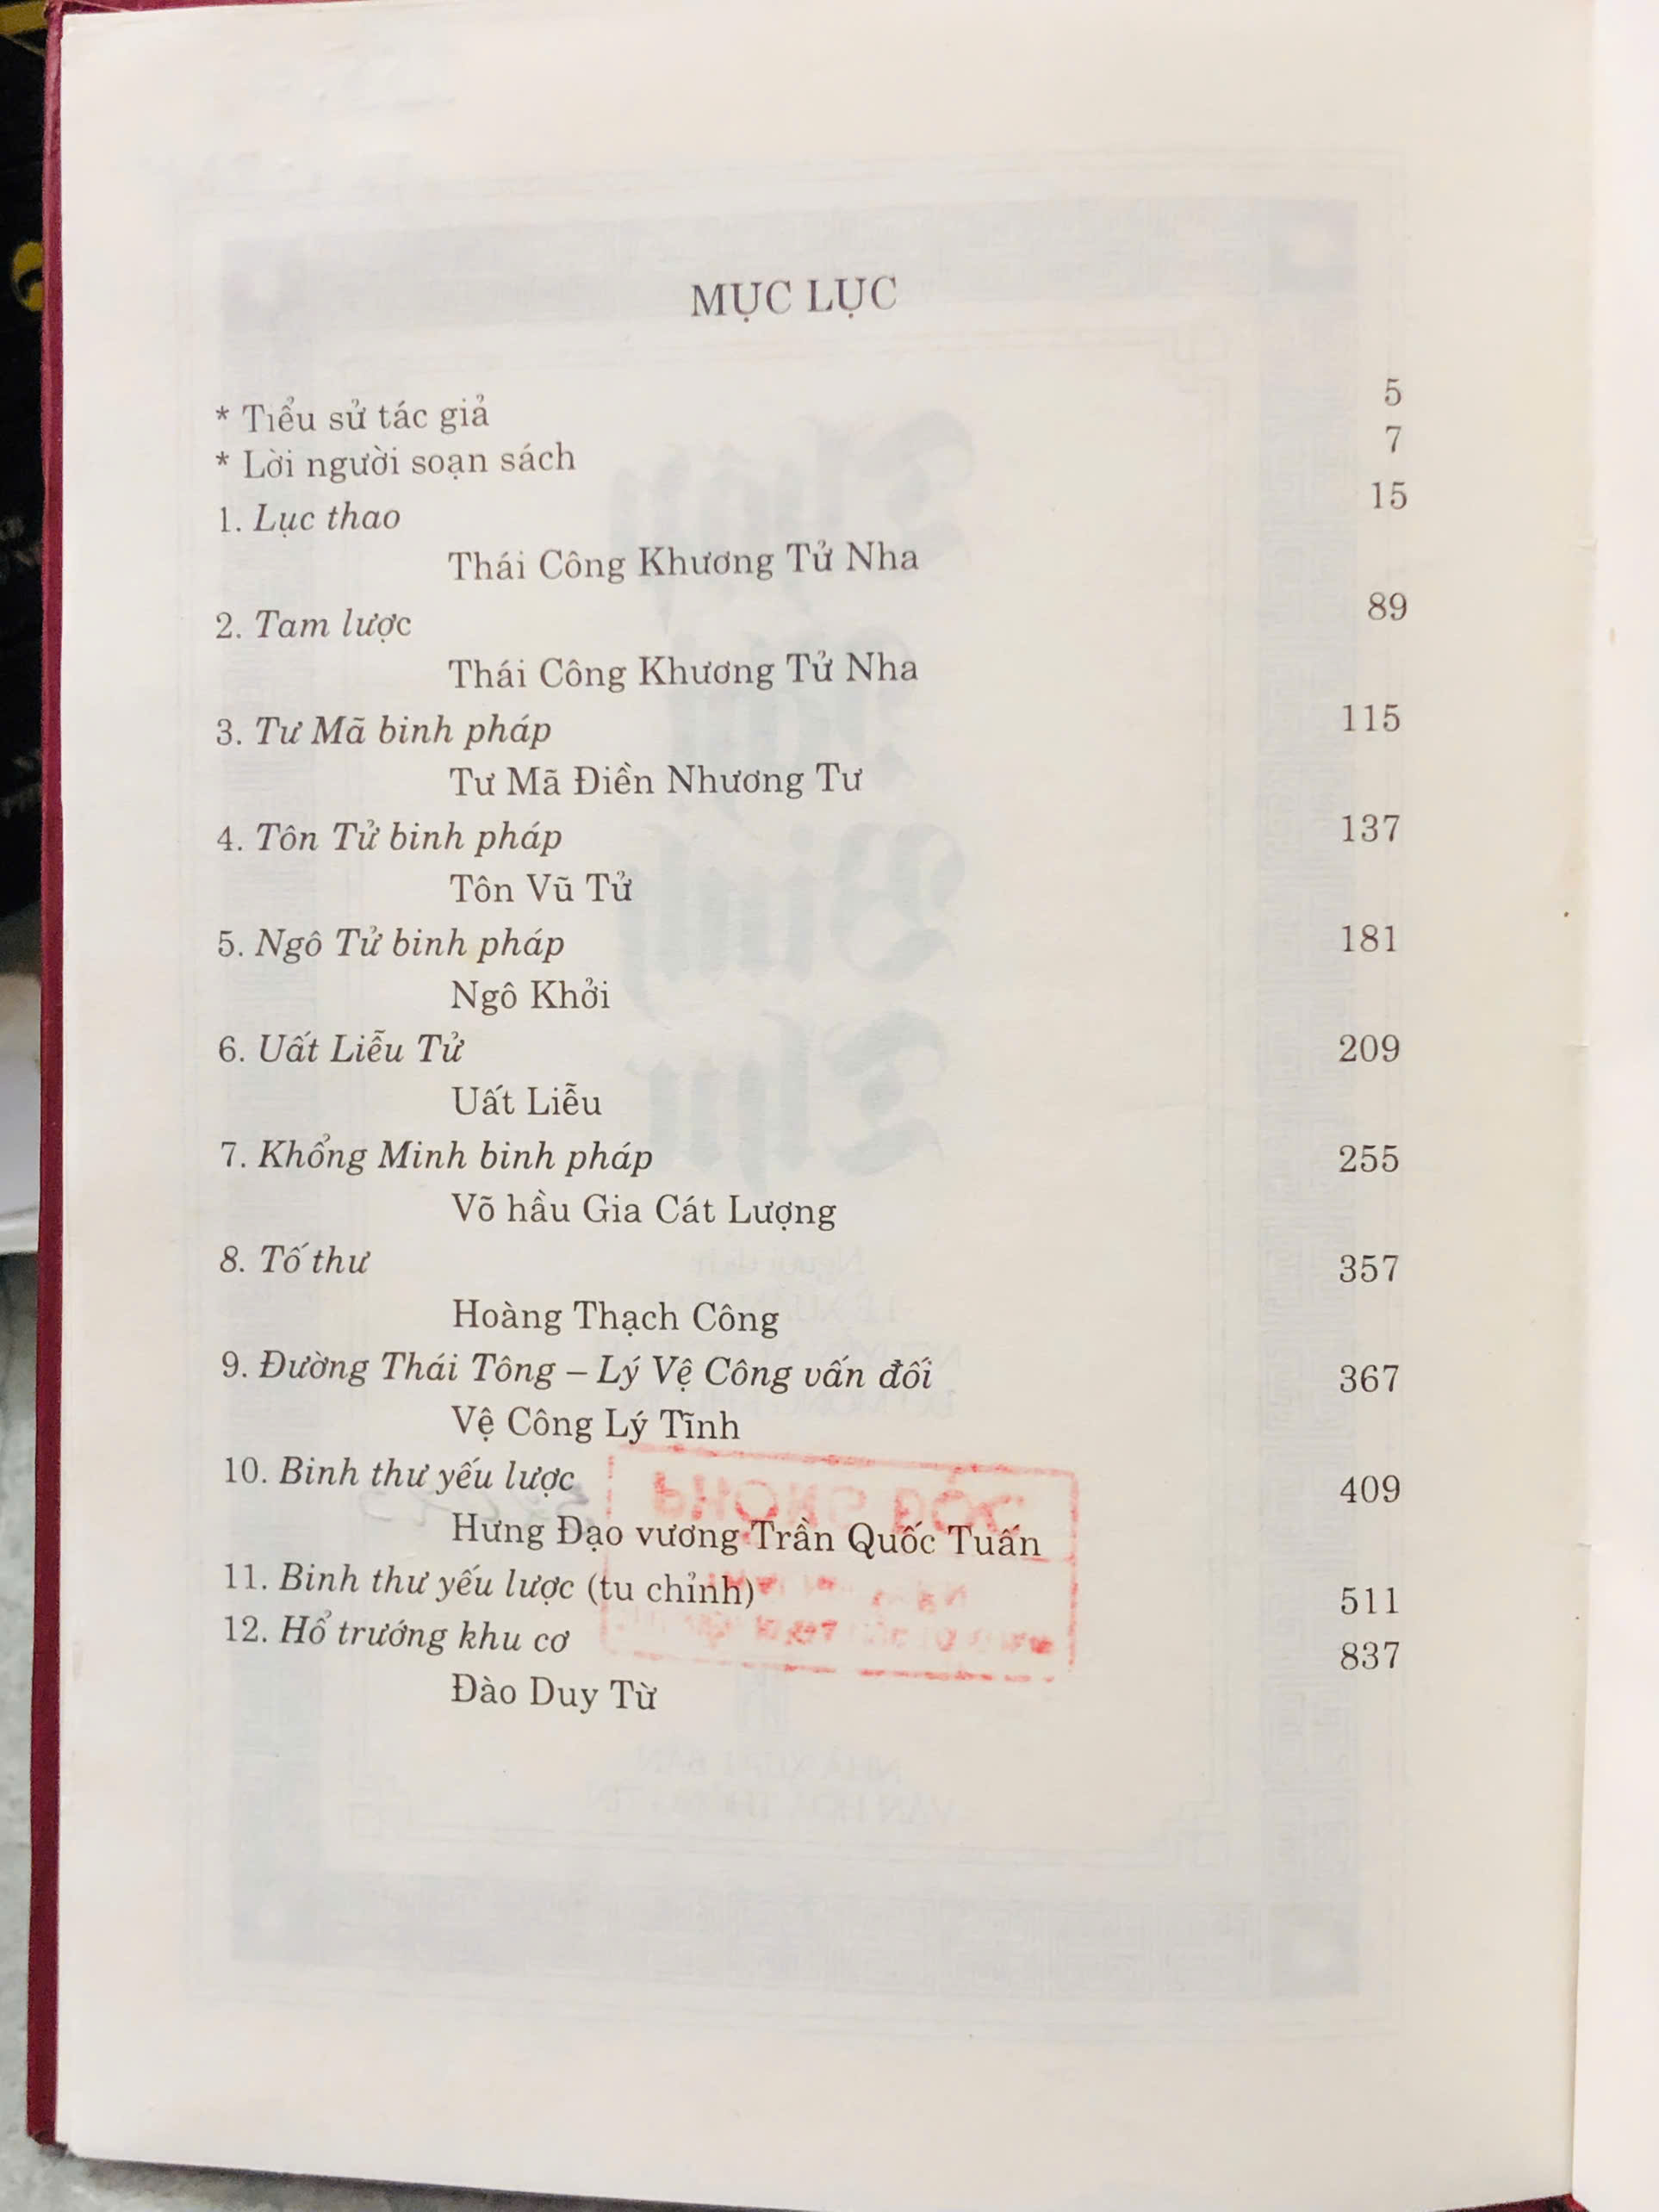 MỤC LỤC
* Tiểu sử tác giả 5
* Lời người soạn sách 7
1. Lục thao 15
Thái Công Khương Tử Nha
2. Tam lược 89
Thái Công Khương Tử Nha
3. Tư Mã binh pháp 115
Tư Mã Điền Nhương Tư
4. Tôn Tử binh pháp 137
Tôn Vũ Tử
5. Ngô Tử binh pháp 181
Ngô Khởi
6. Uất Liễu Tử 209
Uất Liễu
7. Khổng Minh binh pháp 255
Võ hầu Gia Cát Lượng
8. Tố thư 357
Hoàng Thạch Công
9. Đường Thái Tông – Lý Vệ Công vấn đối 367
Vệ Công Lý Tĩnh
10. Binh thư yếu lược 409
Hưng Đạo vương Trần Quốc Tuấn
11. Binh thư yếu lược (tu chỉnh) 511
12. Hổ trướng khu cơ 837
Đào Duy Từ